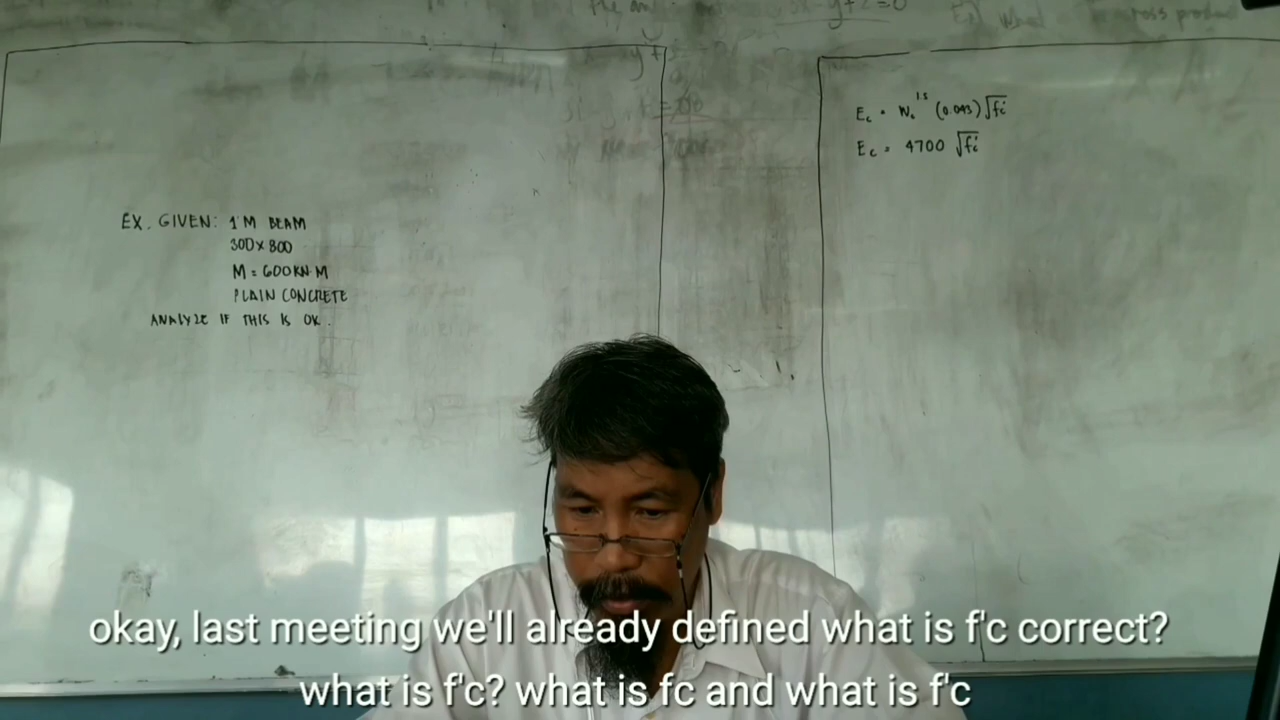 EX. GIVEN: 1 M BEAM
300 x 800
M = 600 KN·M
PLAIN CONCRETE
ANALYZE IF THIS IS OK.
Ec = Wc^1.5 (0.043)√f'c
Ec = 4700 √f'c
okay, last meeting we'll already defined what is f'c correct?
what is f'c? what is fc and what is f'c